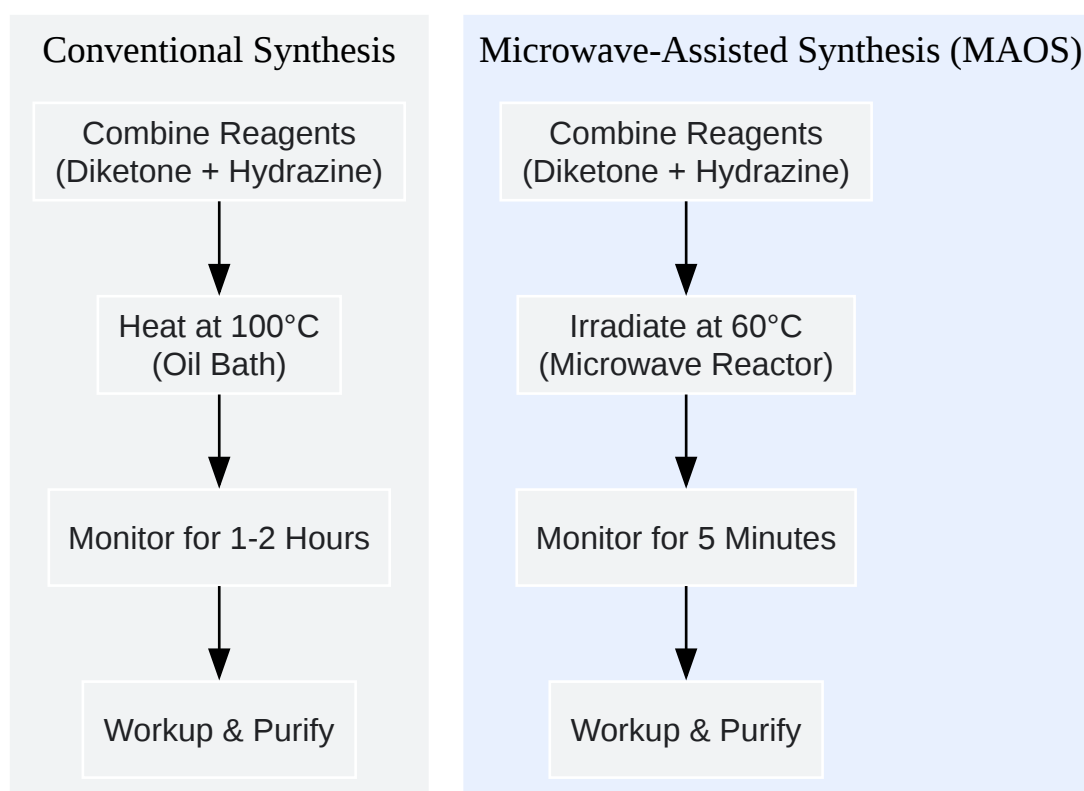 Conventional Synthesis
Combine Reagents
(Diketone + Hydrazine)
Heat at 100°C
(Oil Bath)
Monitor for 1-2 Hours
Workup & Purify
Microwave-Assisted Synthesis (MAOS)
Combine Reagents
(Diketone + Hydrazine)
Irradiate at 60°C
(Microwave Reactor)
Monitor for 5 Minutes
Workup & Purify